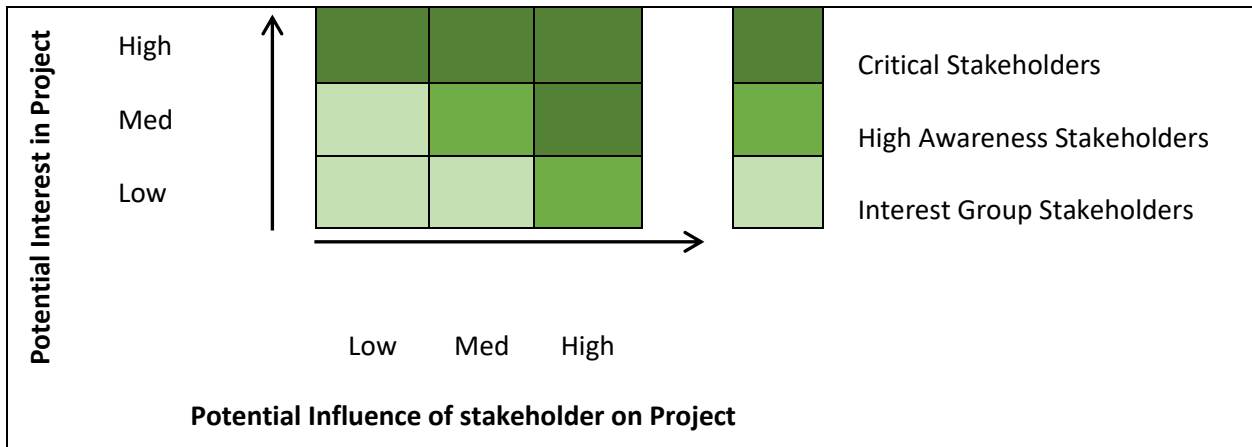 Potential Interest in Project
High
Med
Low
Critical Stakeholders
High Awareness Stakeholders
Interest Group Stakeholders
Low Med High
Potential Influence of stakeholder on Project